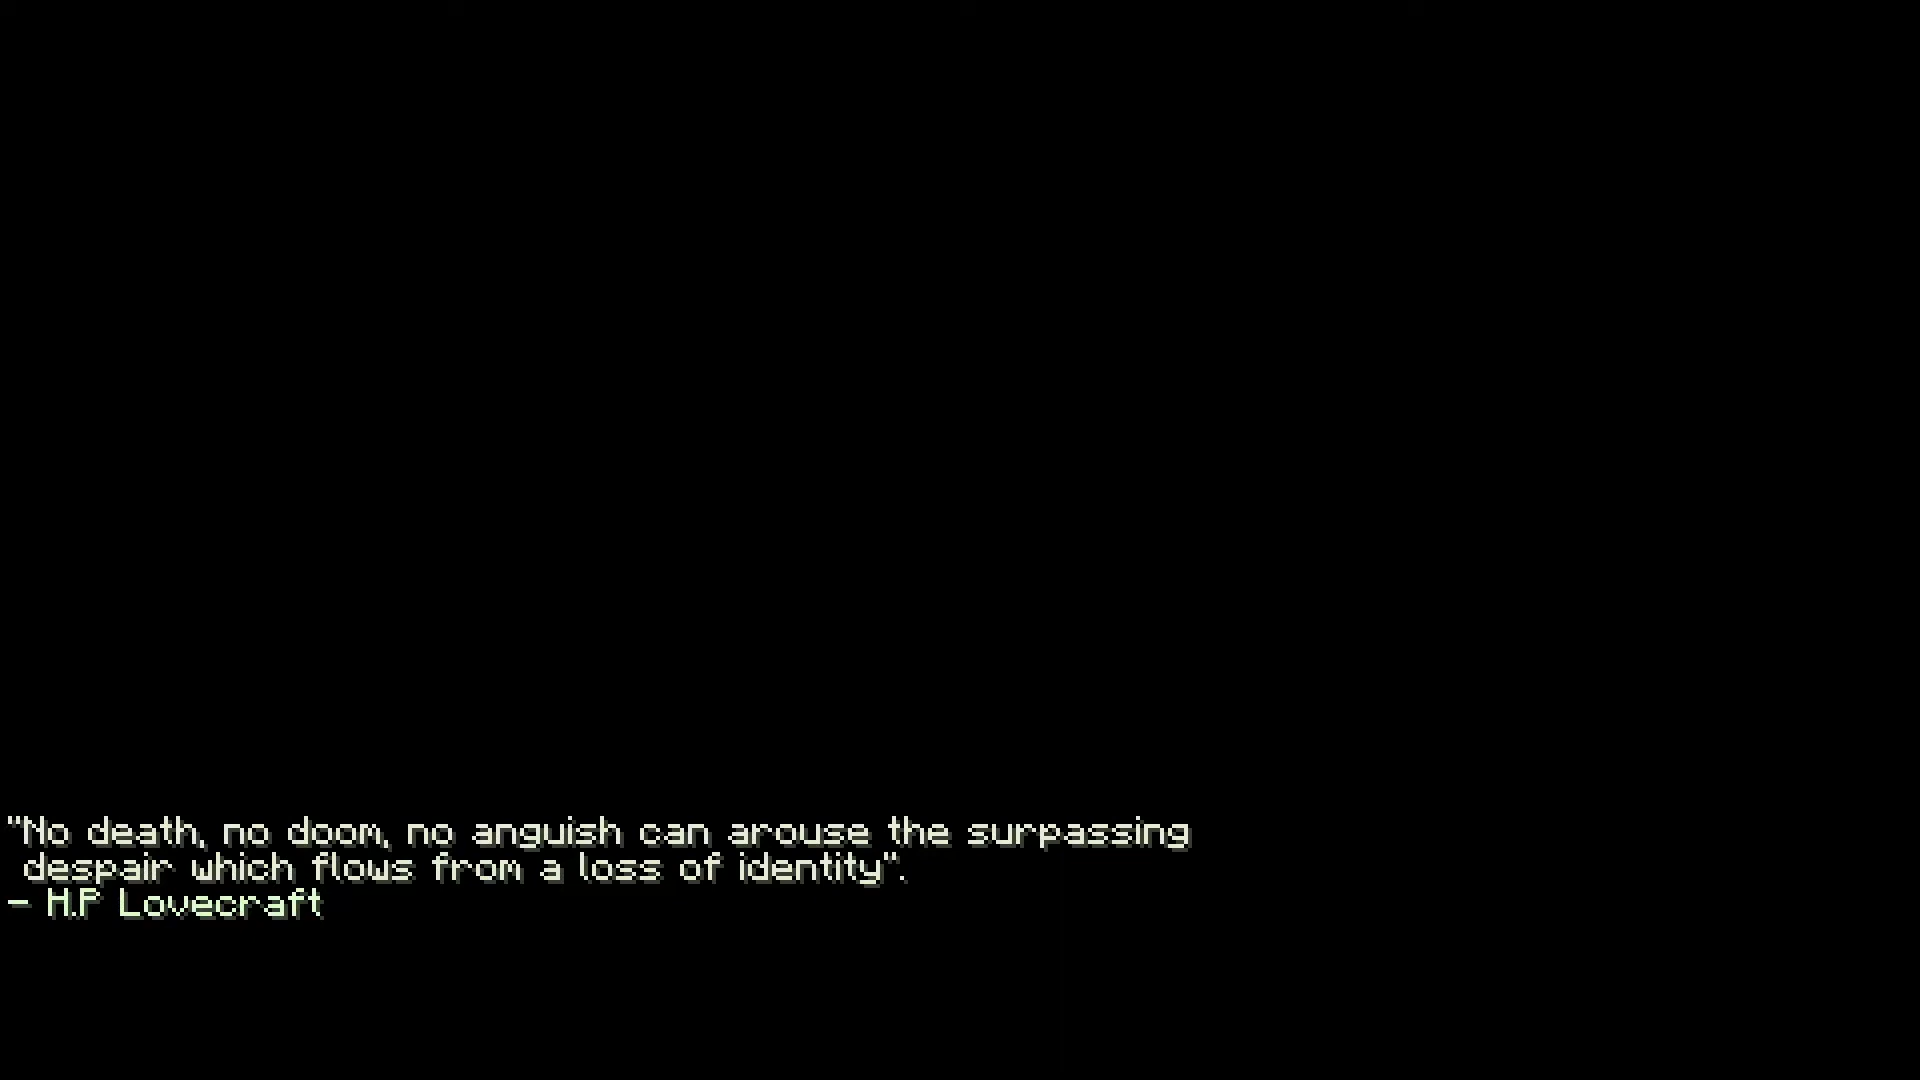 "No death, no doom, no anguish can arouse the surpassing
despair which flows from a loss of identity".
- H.P Lovecraft